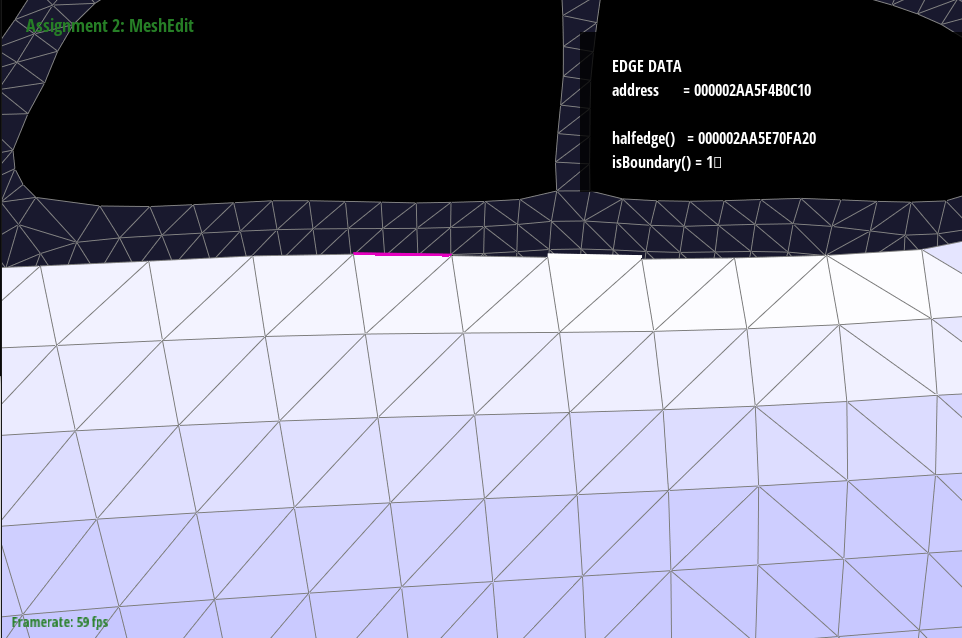 Assignment 2: MeshEdit
EDGE DATA
address = 000002AA5F4B0C10
halfedge() = 000002AA5E70FA20
isBoundary() = 1
Framerate: 59 fps